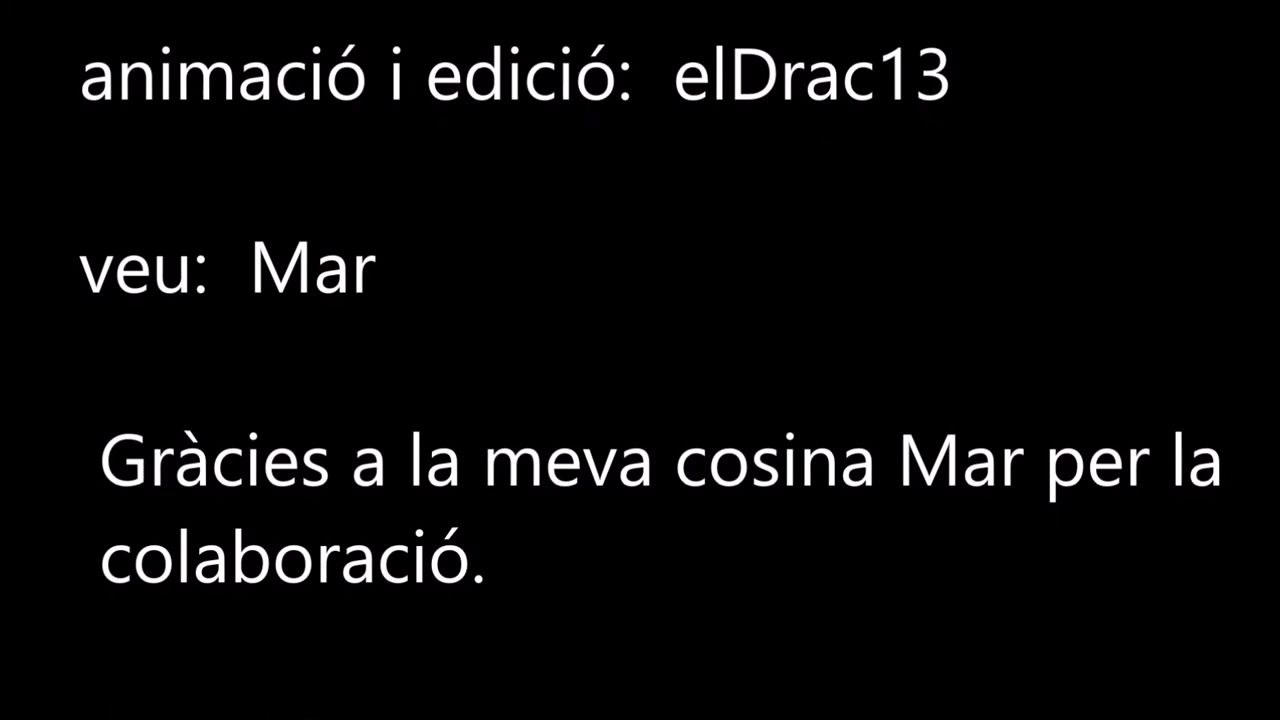 animació i edició:  elDrac13
veu:  Mar
Gràcies a la meva cosina Mar per la
colaboració.